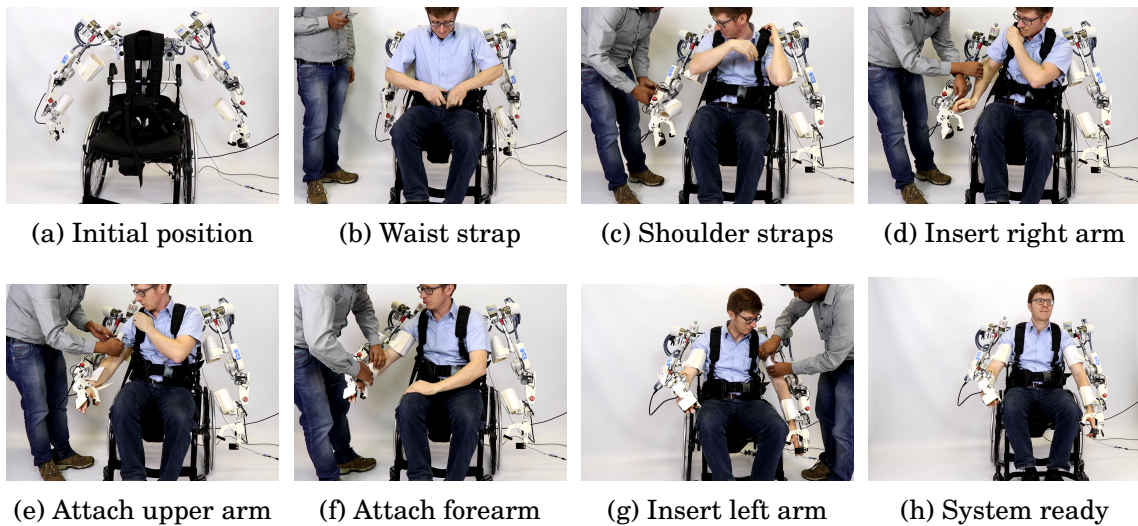 (a) Initial position
(b) Waist strap
(c) Shoulder straps
(d) Insert right arm
(e) Attach upper arm
(f) Attach forearm
(g) Insert left arm
(h) System ready